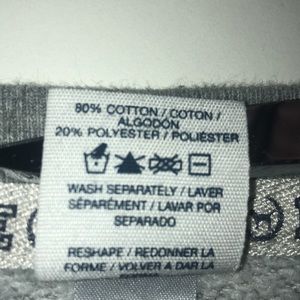 80% COTTON / COTON /
ALGODÓN
20% POLYESTER / POLIÉSTER
WASH SEPARATELY / LAVER
SÉPARÉMENT / LAVAR POR
SEPARADO
RESHAPE / REDONNER LA
FORME / VOLVER A DAR LA